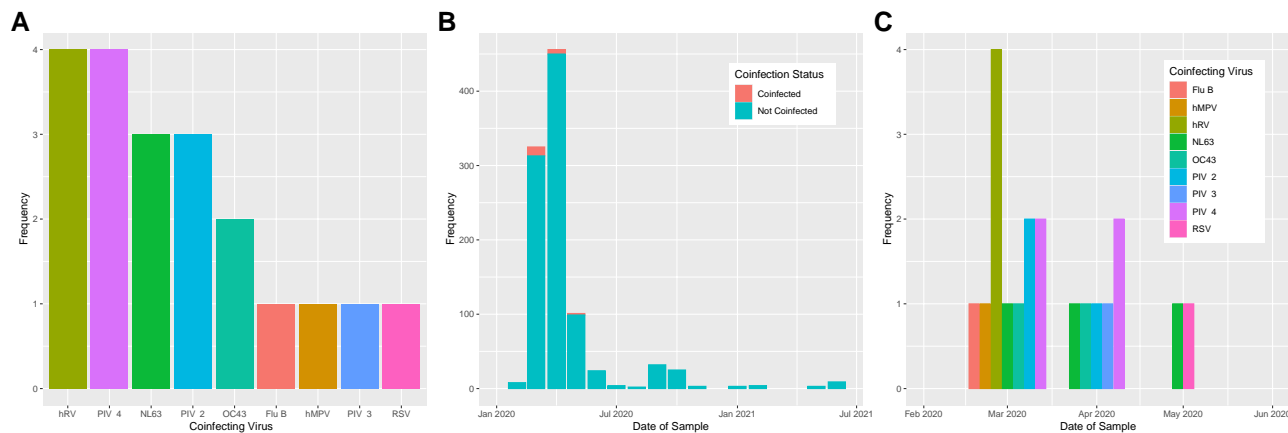 A
Frequency
4
3
2
1
0
hRV PIV 4 NL63 PIV 2 OC43 Flu B hMPV PIV 3 RSV
Coinfecting Virus
B
Frequency
400
300
200
100
0
Coinfection Status
Coinfected
Not Coinfected
Jan 2020 Jul 2020 Jan 2021 Jul 2021
Date of Sample
C
Frequency
4
3
2
1
0
Coinfecting Virus
Flu B
hMPV
hRV
NL63
OC43
PIV 2
PIV 3
PIV 4
RSV
Feb 2020 Mar 2020 Apr 2020 May 2020 Jun 2020
Date of Sample